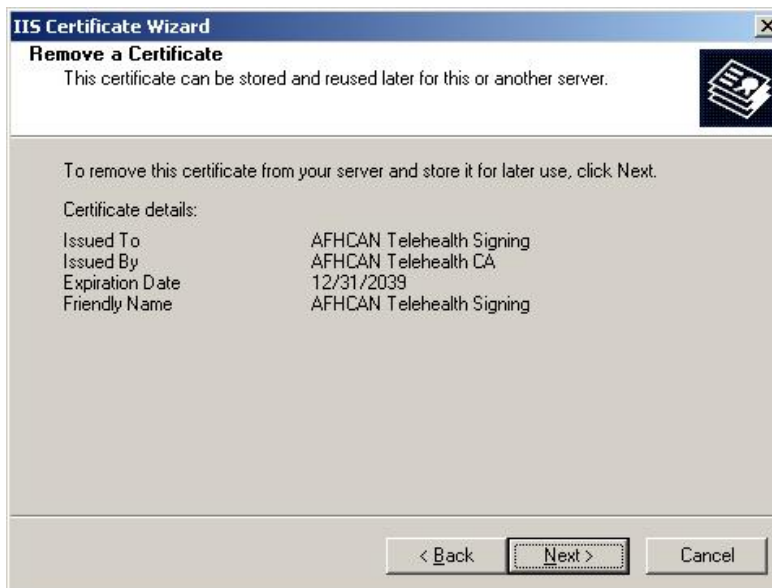 IIS Certificate Wizard
Remove a Certificate
This certificate can be stored and reused later for this or another server.
To remove this certificate from your server and store it for later use, click Next.
Certificate details:
Issued To AFHCAN Telehealth Signing
Issued By AFHCAN Telehealth CA
Expiration Date 12/31/2039
Friendly Name AFHCAN Telehealth Signing
< Back Next > Cancel